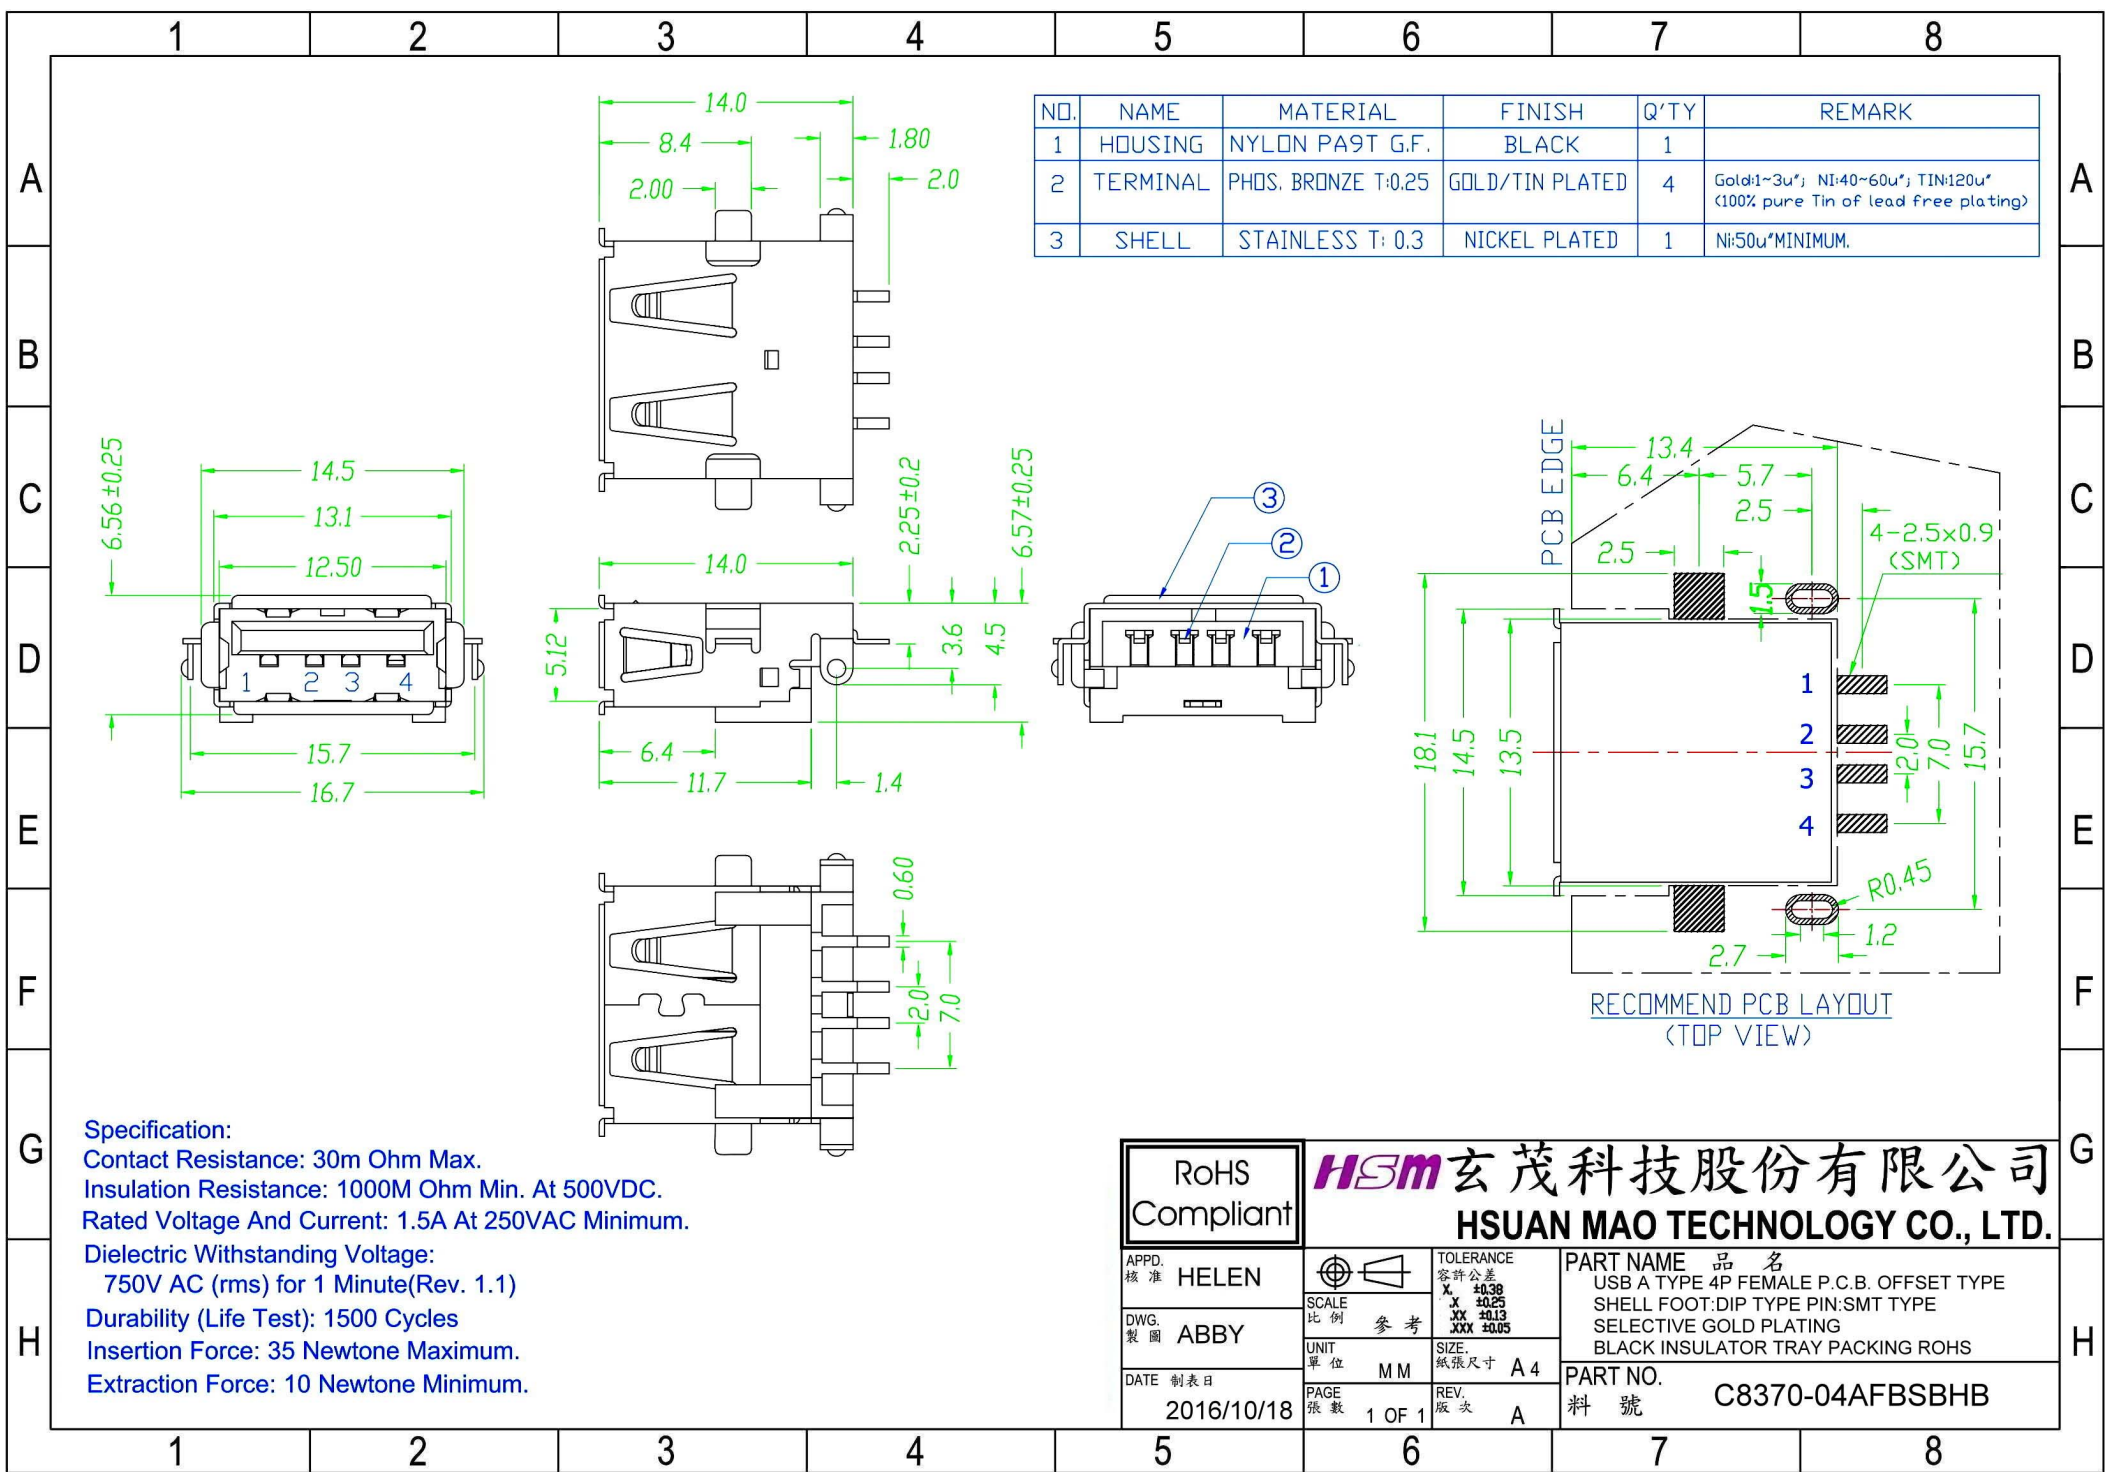 1 2 3 4 5 6 7 8
A
B
C
D
E
F
G
H
A
B
C
D
E
F
G
H
14.0
8.4
1.80
2.00
2.0
NO. NAME MATERIAL FINISH Q'TY REMARK
1 HOUSING NYLON PA9T G.F. BLACK 1
2 TERMINAL PHOS. BRONZE T:0.25 GOLD/TIN PLATED 4 Gold:1~3u"; NI:40~60u"; TIN:120u"
(100% pure Tin of lead free plating)
3 SHELL STAINLESS T: 0.3 NICKEL PLATED 1 Ni:50u"MINIMUM.
6.56±0.25
14.5
13.1
12.50
1 2 3 4
15.7
16.7
14.0
5.12
2.25±0.2
6.57±0.25
3.6
4.5
6.4
11.7
1.4
3
2
1
0.60
2.0
7.0
PCB EDGE
13.4
6.4
5.7
2.5
2.5
4-2.5x0.9
(SMT)
1.5
18.1
14.5
13.5
1
2
3
4
2.0
7.0
15.7
R0.45
1.2
2.7
RECOMMEND PCB LAYOUT
(TOP VIEW)
Specification:
Contact Resistance: 30m Ohm Max.
Insulation Resistance: 1000M Ohm Min. At 500VDC.
Rated Voltage And Current: 1.5A At 250VAC Minimum.
Dielectric Withstanding Voltage:
750V AC (rms) for 1 Minute(Rev. 1.1)
Durability (Life Test): 1500 Cycles
Insertion Force: 35 Newtone Maximum.
Extraction Force: 10 Newtone Minimum.
RoHS
Compliant
HSM 玄茂科技股份有限公司
HSUAN MAO TECHNOLOGY CO., LTD.
APPD.
核 准 HELEN
DWG.
製 圖 ABBY
DATE 制表日
2016/10/18
SCALE
比 例 參 考
UNIT
單 位 MM
PAGE
張 數 1 OF 1
TOLERANCE
容許公差
X. ±0.38
.X ±0.25
.XX ±0.13
.XXX ±0.05
SIZE.
紙張尺寸 A4
REV.
版 次 A
PART NAME 品 名
USB A TYPE 4P FEMALE P.C.B. OFFSET TYPE
SHELL FOOT:DIP TYPE PIN:SMT TYPE
SELECTIVE GOLD PLATING
BLACK INSULATOR TRAY PACKING ROHS
PART NO.
料 號 C8370-04AFBSBHB
1 2 3 4 5 6 7 8